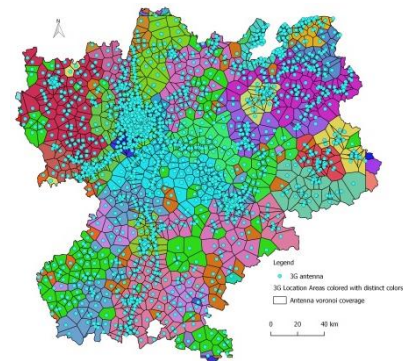 N
Legend
3G antenna
3G Location Areas colored with distinct colors
Antenna voronoi coverage
0 20 40 km